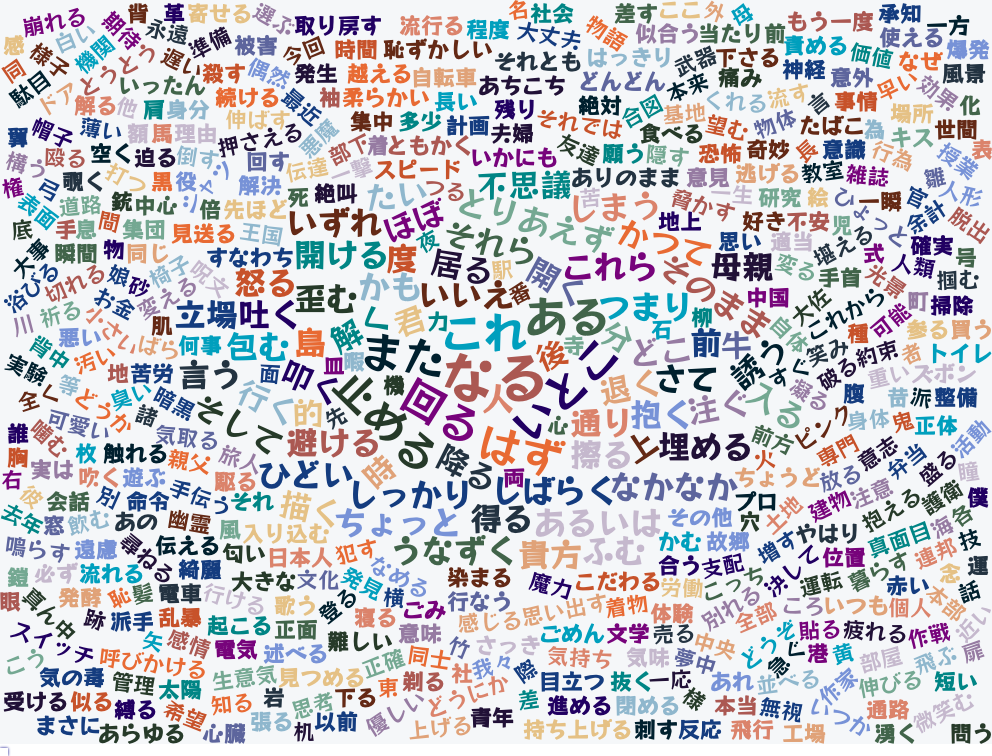 崩れる
期待
背
革
永遠
寄せる
選ぶ
取り戻す
流行る
程度
大丈夫
名
社会
物語
差す
ここ
外
母
もう一度
承知
一方
感
様子
白い
機関
遅い
準備
被害
今回
時間
恥ずかしい
それとも
はっきり
似合う
当たり前
責める
価値
使える
爆発
同
駄目
ドア
とうとう
いったん
殺す
偶然
発生
越える
自転車
あちこち
どんどん
武器
下さる
本来
痛み
神経
意外
なぜ
風景
解る
他
肩
身分
続ける
最近
袖
柔らかい
長い
残り
絶対
合図
基地
くれる
流す
言
事情
早い
効果
化
翼
帽子
薄い
額
馬
理由
伸ばす
押さえる
悪魔
集中
多少
計画
夫婦
それでは
食べる
望む
物体
たばこ
為
キス
場所
世間
表
構う
殴る
空く
迫る
倒す
回す
伝達
部下
着
ともかく
いかにも
友達
願う
隠す
恐怖
奇妙
長
意識
行為
授業
権
弓
覗く
打つ
黒
役
シャツ
解決
一撃
スピード
不思議
ありのまま
意見
逃げる
教室
雑誌
雛
人形
表面
道路
銃
中心
倍
先ほど
死
絶叫
たい
つる
とりあえず
苦
しまう
脅かす
一生
研究
絵
ひょっと
一瞬
官
余計
脱出
底
手
息
間
集団
見送る
王国
いずれ
ほぼ
夜
それら
かつて
地上
好き
不安
児
大事
瞬間
物
同じ
すなわち
開ける
度
居る
駅
開く
これら
そのまま
思い
適当
堪える
式
確実
号
浴びる
切れる
娘
砂
椅子
呪文
怒る
歪む
かも
いいえ
番
母親
変る
手首
光景
人類
掴む
川
祈る
お金
変える
肌
立場
吐く
く
君
力
これ
ある
つまり
分
石
柳
中国
自体
大佐
これから
種
可能
町
掃除
悪い
小さい
いばら
何事
包む
島
解
また
なる
後
寺
こ
どこ
前
牛
誘う
すぐ
笑み
破る
約束
者
参る
買う
トイレ
背中
汚い
地
苦労
言う
面
叩く
皿
暇
止める
機
回る
人
と
退く
さて
入る
凝る
腹
重い
ズボン
実験
等
どうか
臭い
暗黒
そして
行く
的
先
こ
心
通り
抱く
注ぐ
前方
ピンク
身体
苗
派
整備
全く
可愛い
諸
気取る
避ける
降る
はず
擦る
上
埋める
火
専門
意志
弁当
鬼
正体
誰
噛む
枚
触れる
旅人
時
両
ちょうど
放る
盛る
活動
胸
実は
吹く
遊ぶ
親父
駆る
ひどい
しっかり
しばらく
なかなか
プロ
土地
建物
注意
抱える
護衛
瞳
右
俊
会話
別
命令
手伝う
それ
描く
ちょっと
得る
あるいは
その他
穴
僕
去年
窓
飲む
あの
幽霊
風
入り込む
かむ
故郷
増す
やはり
真面目
海
各
技
鳴らす
遠慮
尋ねる
伝える
匂い
日本人
犯す
うなずく
貴方
ふむ
合う
支配
決して
位置
連邦
運
鎧
必ず
流れる
綺麗
大きな
文化
発見
なめる
染まる
魔力
こだわる
労働
こっち
運転
暮らす
赤い
念
話
眼
真ん中
発酵
恥
髪
電車
行ける
歌う
登る
横
ごみ
行なう
感じる
思い出す
着物
体験
別れる
全部
ころ
いつも
個人
本部
近い
スイッチ
跡
派手
乱暴
起こる
正面
寝る
意味
竹
さっき
ごめん
文学
売る
中央
どうぞ
貼る
疲れる
作戦
こう
矢
感情
電気
述べる
難しい
我々
気持ち
気味
夢中
急ぐ
港
黄
部屋
飛ぶ
扉
気の毒
呼びかける
管理
太陽
生意気
見つめる
正確
同士
社
際
目立つ
抜く
一応
あれ
並べる
作家
伸びる
短い
受ける
似る
縛る
希望
知る
岩
思考
下る
東
剃る
どうにか
差
進める
閉める
様
本当
無視
いつか
通路
微笑む
まさに
あらゆる
心臓
張る
机
以前
優しい
上げる
青年
持ち上げる
刺す
反応
飛行
工場
湧く
問う